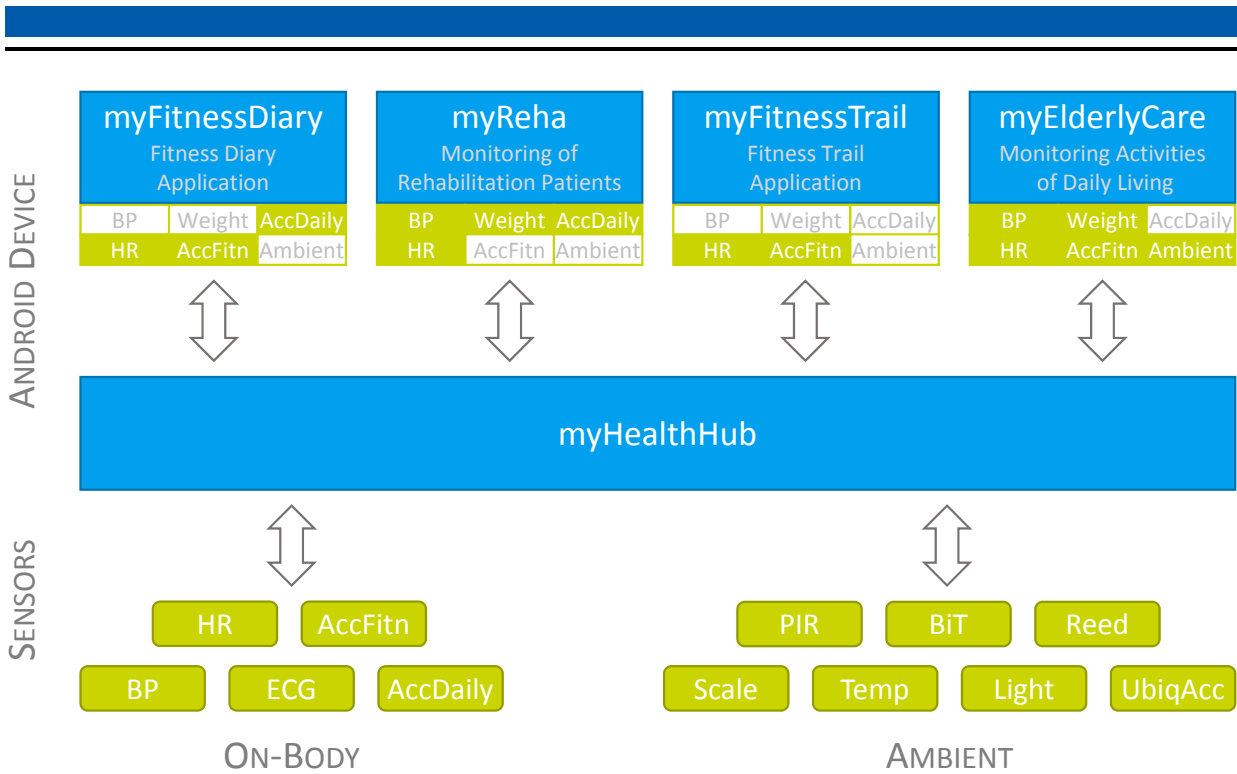 myFitnessDiary
Fitness Diary
Application
BP Weight AccDaily
HR AccFitn Ambient
myReha
Monitoring of
Rehabilitation Patients
BP Weight AccDaily
HR AccFitn Ambient
myFitnessTrail
Fitness Trail
Application
BP Weight AccDaily
HR AccFitn Ambient
myElderlyCare
Monitoring Activities
of Daily Living
BP Weight AccDaily
HR AccFitn Ambient
ANDROID DEVICE
myHealthHub
SENSORS
HR AccFitn
BP ECG AccDaily
ON-BODY
PIR BiT Reed
Scale Temp Light UbiqAcc
AMBIENT